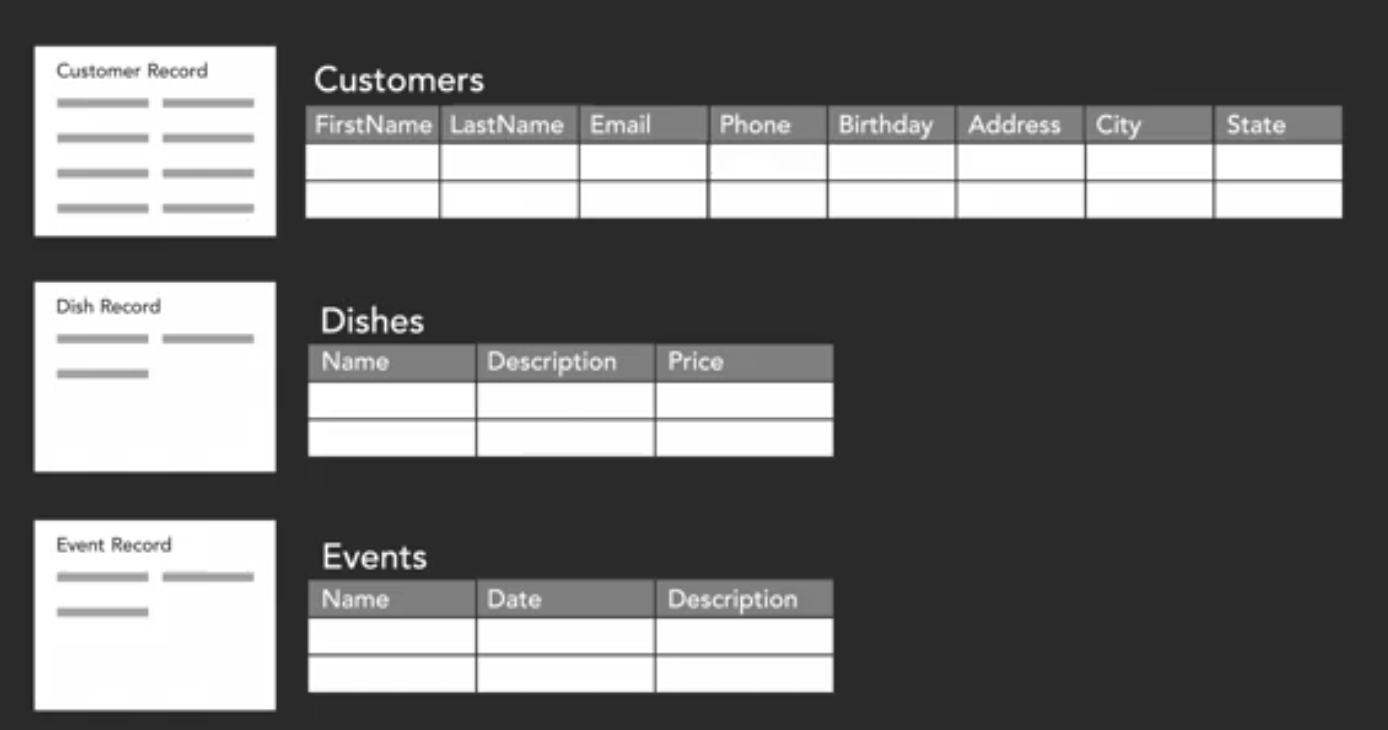 Customer Record
Customers
FirstName LastName Email Phone Birthday Address City State
Dish Record
Dishes
Name Description Price
Event Record
Events
Name Date Description